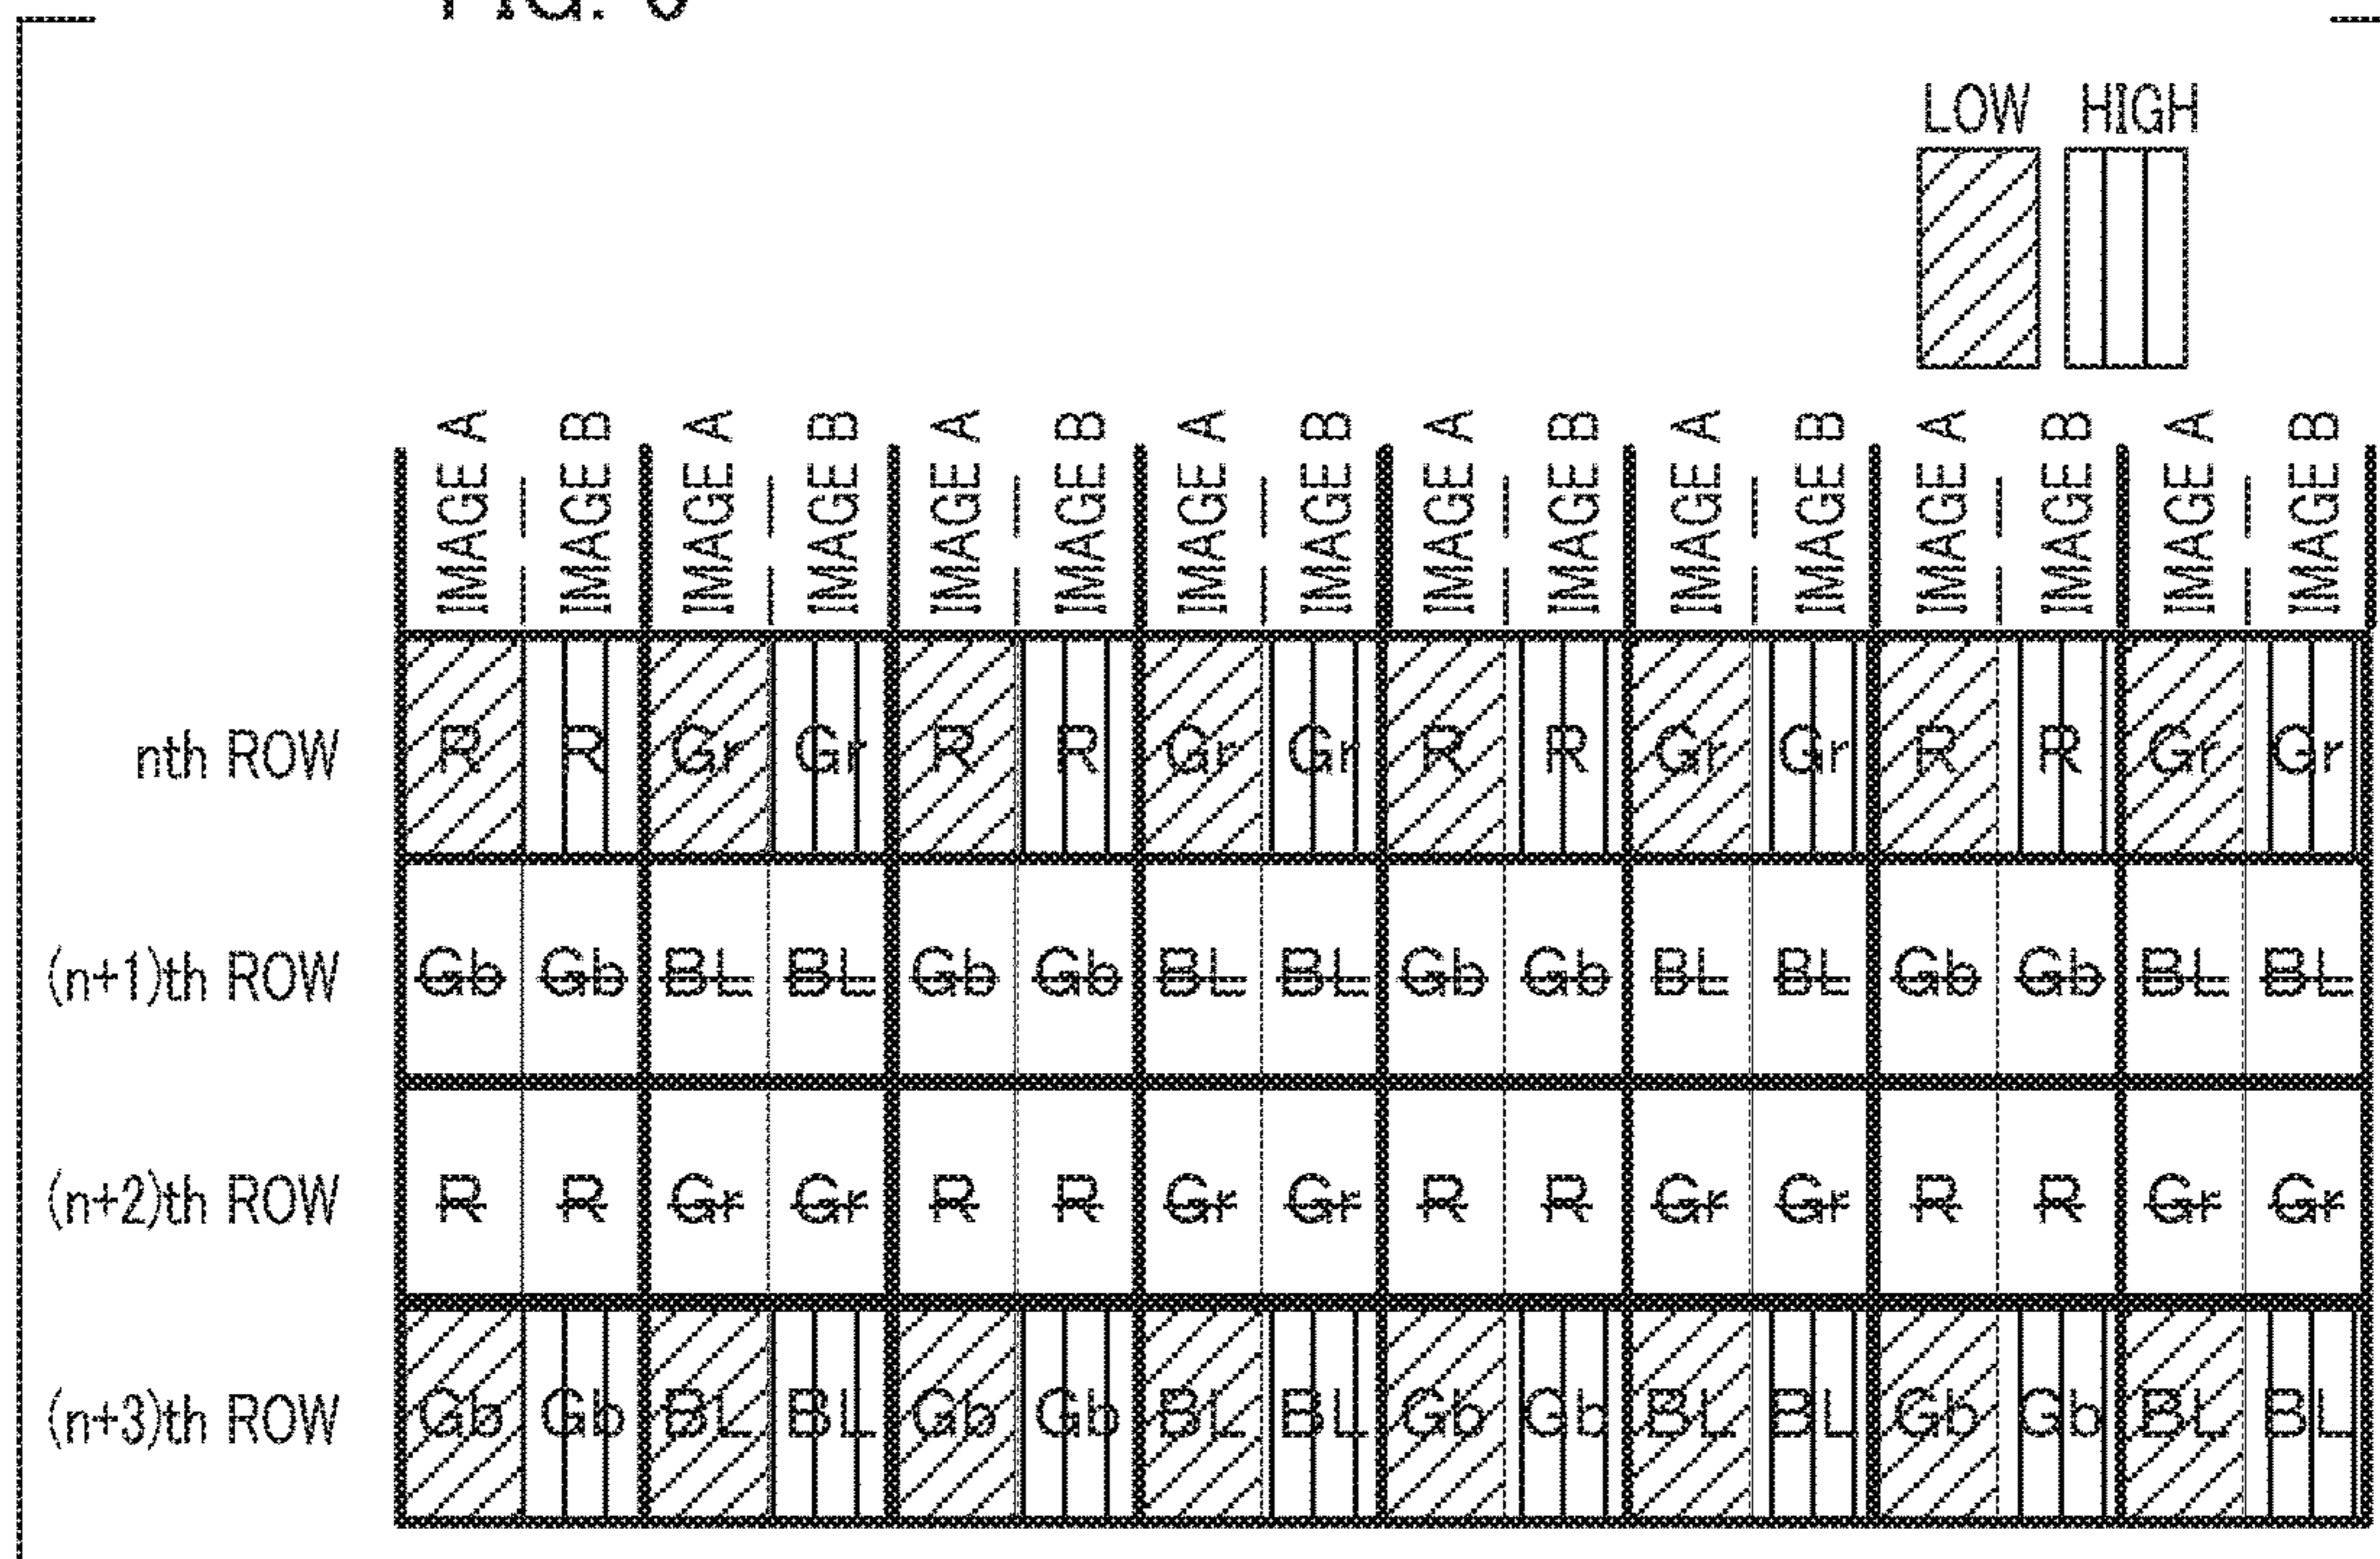 LOW HIGH
IMAGE A IMAGE B IMAGE A IMAGE B IMAGE A IMAGE B IMAGE A IMAGE B IMAGE A IMAGE B IMAGE A IMAGE B IMAGE A IMAGE B IMAGE A IMAGE B
nth ROW R R Gr Gr R R Gr Gr R R Gr Gr R R Gr Gr
(n+1)th ROW Gb Gb BL BL Gb Gb BL BL Gb Gb BL BL Gb Gb BL BL
(n+2)th ROW R R Gr Gr R R Gr Gr R R Gr Gr R R Gr Gr
(n+3)th ROW Gb Gb BL BL Gb Gb BL BL Gb Gb BL BL Gb Gb BL BL